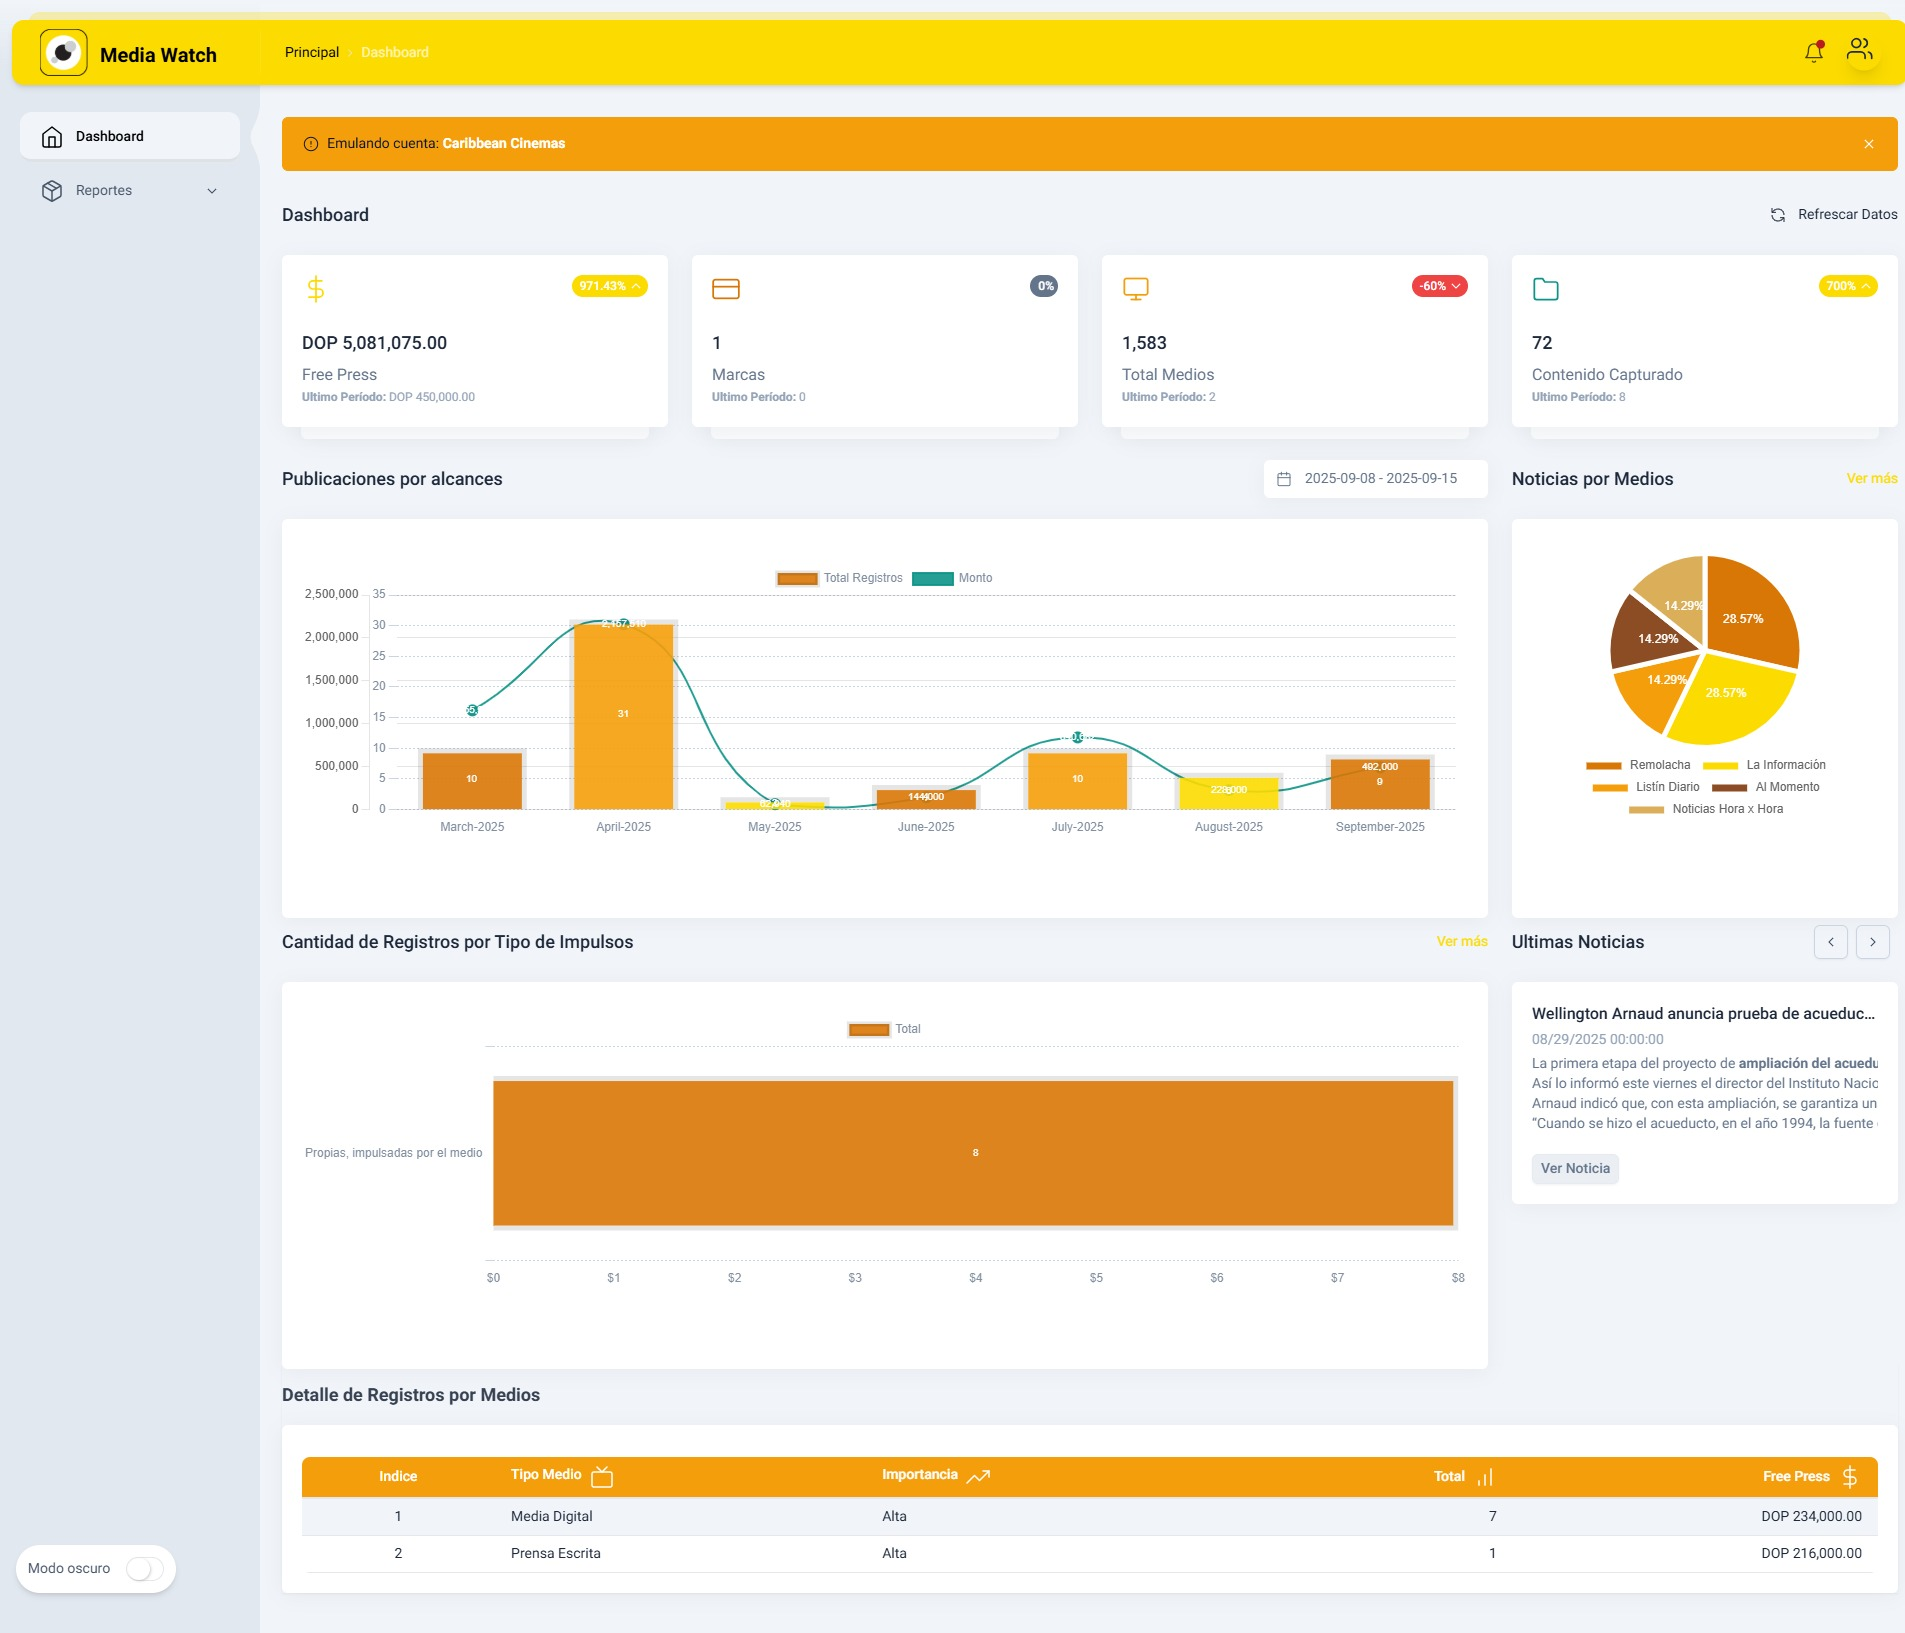 Media Watch
Principal
Dashboard
Dashboard
Reportes
Emulando cuenta: Caribbean Cinemas
Dashboard
Refrescar Datos
971.43%
DOP 5,081,075.00
Free Press
Ultimo Período: DOP 450,000.00
0%
1
Marcas
Ultimo Período: 0
-60%
1,583
Total Medios
Ultimo Período: 2
700%
72
Contenido Capturado
Ultimo Período: 8
Publicaciones por alcances
2025-09-08 - 2025-09-15
Total Registros
Monto
2,500,000
2,000,000
1,500,000
1,000,000
500,000
0
35
30
25
20
15
10
5
0
10
31
10
492,000
9
March-2025
April-2025
May-2025
June-2025
July-2025
August-2025
September-2025
Noticias por Medios
Ver más
28.57%
28.57%
14.29%
14.29%
14.29%
Remolacha
La Información
Listín Diario
Al Momento
Noticias Hora x Hora
Cantidad de Registros por Tipo de Impulsos
Ver más
Total
Propias, impulsadas por el medio
8
$0
$1
$2
$3
$4
$5
$6
$7
$8
Ultimas Noticias
Wellington Arnaud anuncia prueba de acueduc...
08/29/2025 00:00:00
La primera etapa del proyecto de ampliación del acuedu
Así lo informó este viernes el director del Instituto Nacio
Arnaud indicó que, con esta ampliación, se garantiza un
“Cuando se hizo el acueducto, en el año 1994, la fuente
Ver Noticia
Detalle de Registros por Medios
Indice
Tipo Medio
Importancia
Total
Free Press
1
Media Digital
Alta
7
DOP 234,000.00
2
Prensa Escrita
Alta
1
DOP 216,000.00
Modo oscuro